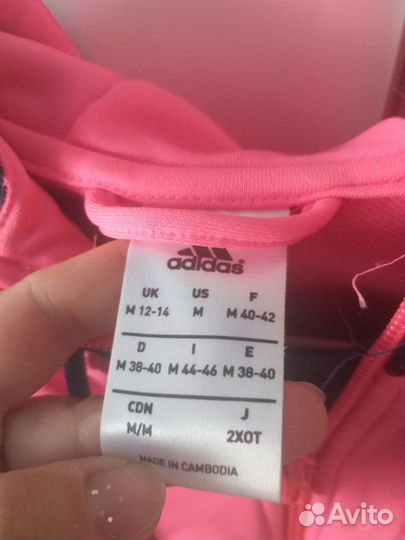 adidas
UK US F
M 12-14 M M 40-42
D I E
M 38-40 M 44-46 M 38-40
CDN J
M/M 2XOT
MADE IN CAMBODIA
Avito